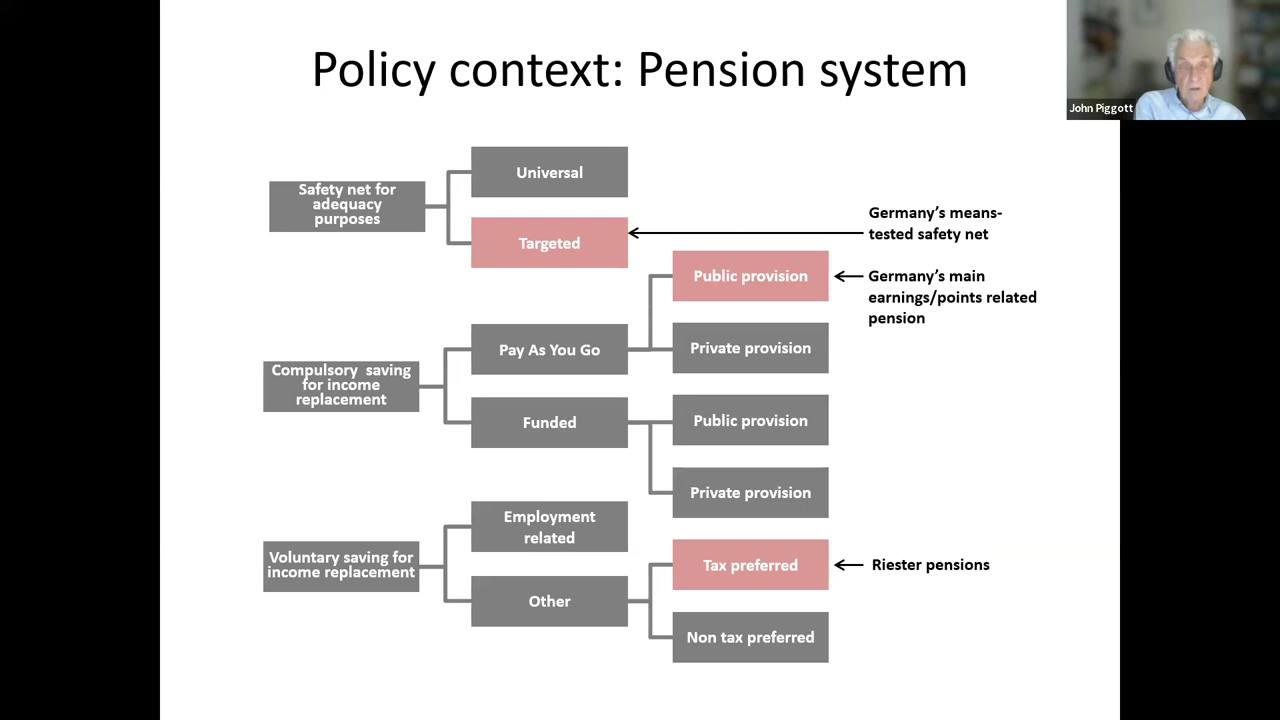 Policy context: Pension system
John Piggott
Safety net for
adequacy
purposes
Universal
Targeted
Germany’s means-
tested safety net
Compulsory saving
for income
replacement
Pay As You Go
Public provision
Germany’s main
earnings/points related
pension
Private provision
Funded
Public provision
Private provision
Voluntary saving for
income replacement
Employment
related
Other
Tax preferred
Riester pensions
Non tax preferred